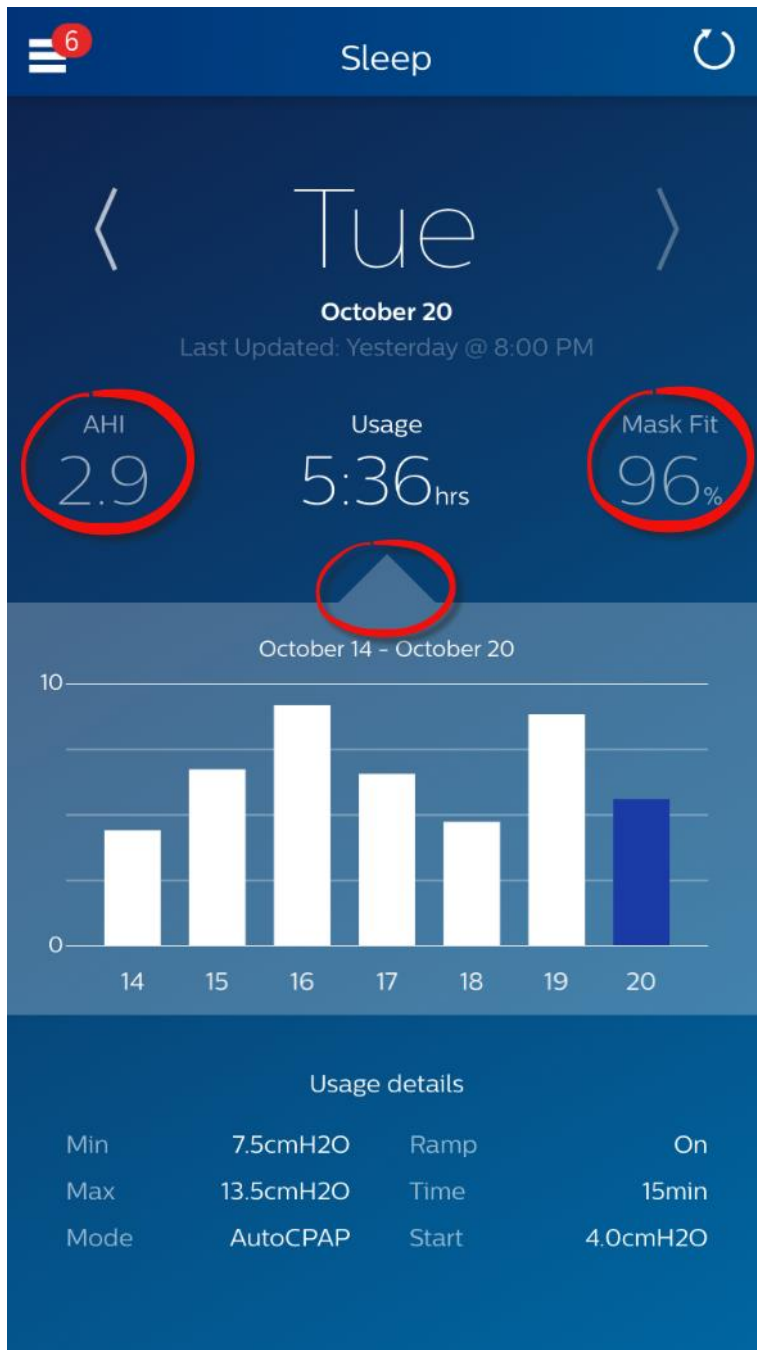 6
Sleep
Tue
October 20
Last Updated: Yesterday @ 8:00 PM
AHI Usage Mask Fit
2.9 5:36hrs 96%
October 14 - October 20
10
0
14 15 16 17 18 19 20
Usage details
Min 7.5cmH2O Ramp On
Max 13.5cmH2O Time 15min
Mode AutoCPAP Start 4.0cmH2O